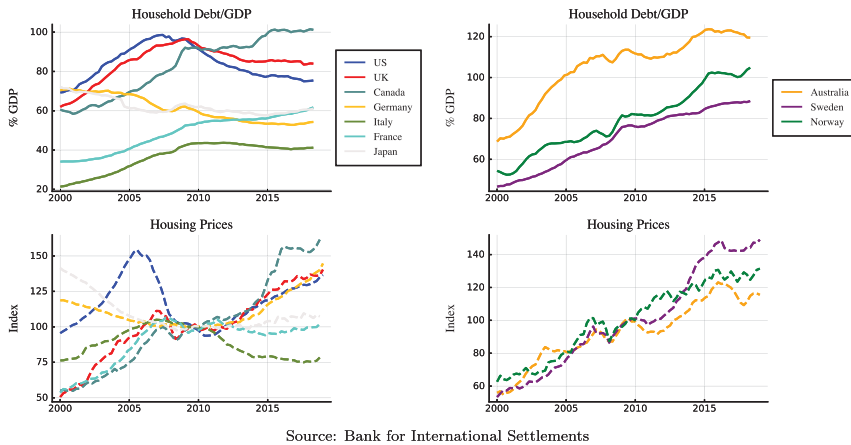 Household Debt/GDP
% GDP
100
80
60
40
20
2000 2005 2010 2015
US
UK
Canada
Germany
Italy
France
Japan
Household Debt/GDP
% GDP
120
100
80
60
2000 2005 2010 2015
Australia
Sweden
Norway
Housing Prices
Index
150
125
100
75
50
2000 2005 2010 2015
Housing Prices
Index
140
120
100
80
60
2000 2005 2010 2015
Source: Bank for International Settlements